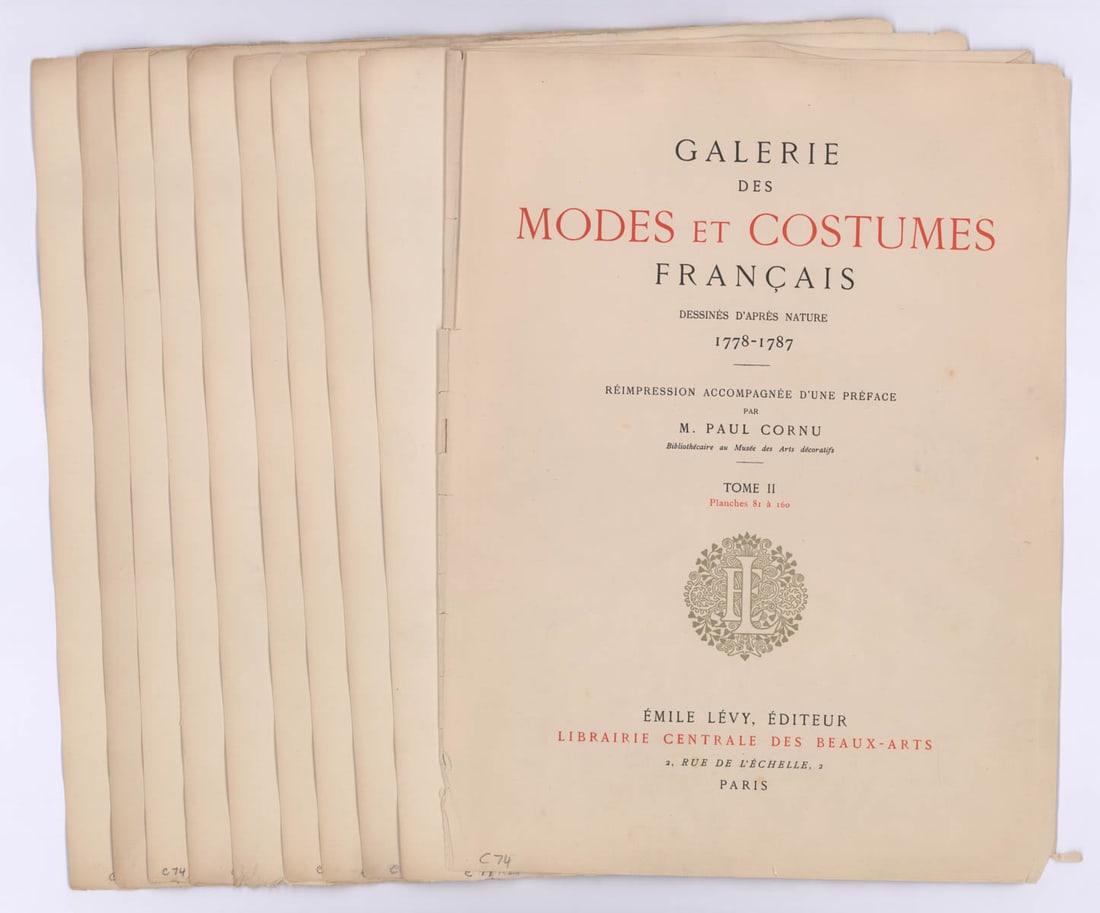 GALERIE
DES
MODES ET COSTUMES
FRANÇAIS
DESSINÉS D'APRÈS NATURE
1778-1787
RÉIMPRESSION ACCOMPAGNÉE D'UNE PRÉFACE
PAR
M. PAUL CORNU
Bibliothécaire au Musée des Arts décoratifs
TOME II
Planches 81 à 160
EL
ÉMILE LÉVY, ÉDITEUR
LIBRAIRIE CENTRALE DES BEAUX-ARTS
2, RUE DE L'ÉCHELLE, 2
PARIS
C74
C74